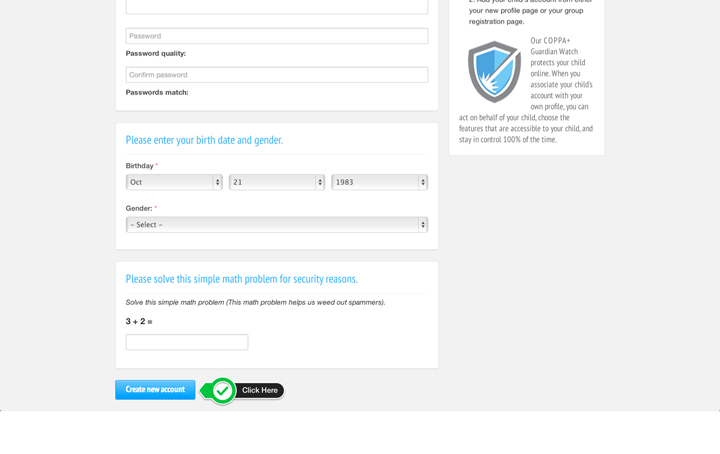 2. Add your child's account from either
your new profile page or your group
registration page.
Password
Password quality:
Confirm password
Passwords match:
Our COPPA+
Guardian Watch
protects your child
online. When you
associate your child's
account with your
own profile, you can
act on behalf of your child, choose the
features that are accessible to your child, and
stay in control 100% of the time.
Please enter your birth date and gender.
Birthday *
Oct 21 1983
Gender: *
– Select –
Please solve this simple math problem for security reasons.
Solve this simple math problem (This math problem helps us weed out spammers).
3 + 2 =
Create new account Click Here